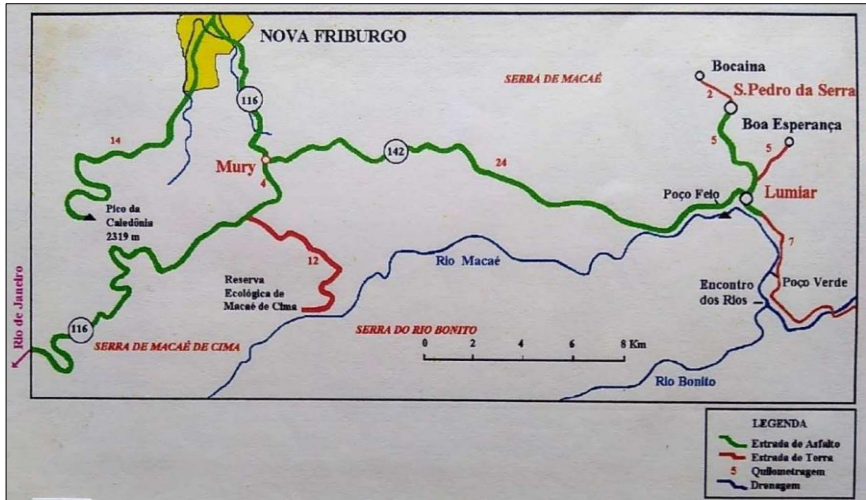 NOVA FRIBURGO
SERRA DE MACAÉ
Bocaina
2
S.Pedro da Serra
116
Boa Esperança
14
5
5
Mury
142
24
4
Poço Feio
Lumiar
Pico da
Caledônia
2319 m
7
12
Rio Macaé
Reserva
Ecológica de
Macaé de Cima
Encontro
dos Rios
Poço Verde
Rio de Janeiro
116
SERRA DE MACAÉ DE CIMA
SERRA DO RIO BONITO
0 2 4 6 8 Km
Rio Bonito
LEGENDA
Estrada de Asfalto
Estrada de Terra
5 Quilometragem
Drenagem